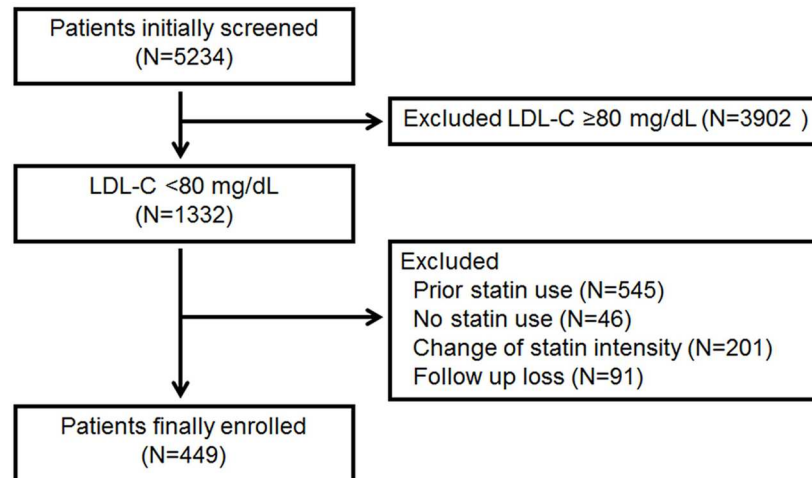 Patients initially screened
(N=5234)
Excluded LDL-C ≥80 mg/dL (N=3902 )
LDL-C <80 mg/dL
(N=1332)
Excluded
Prior statin use (N=545)
No statin use (N=46)
Change of statin intensity (N=201)
Follow up loss (N=91)
Patients finally enrolled
(N=449)